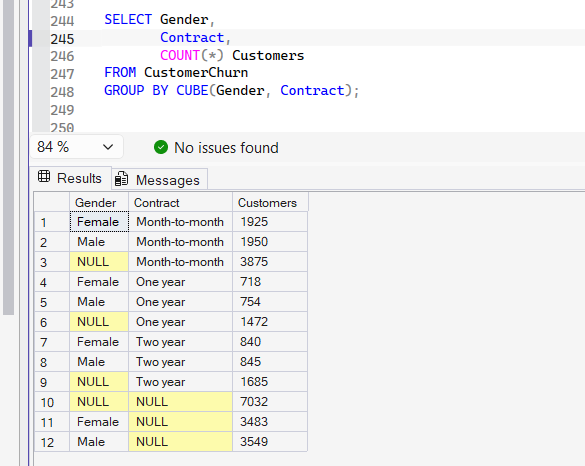 243
244 SELECT Gender,
245 Contract,
246 COUNT(*) Customers
247 FROM CustomerChurn
248 GROUP BY CUBE(Gender, Contract);
249
250
84 % No issues found
Results Messages
Gender Contract Customers
1 Female Month-to-month 1925
2 Male Month-to-month 1950
3 NULL Month-to-month 3875
4 Female One year 718
5 Male One year 754
6 NULL One year 1472
7 Female Two year 840
8 Male Two year 845
9 NULL Two year 1685
10 NULL NULL 7032
11 Female NULL 3483
12 Male NULL 3549